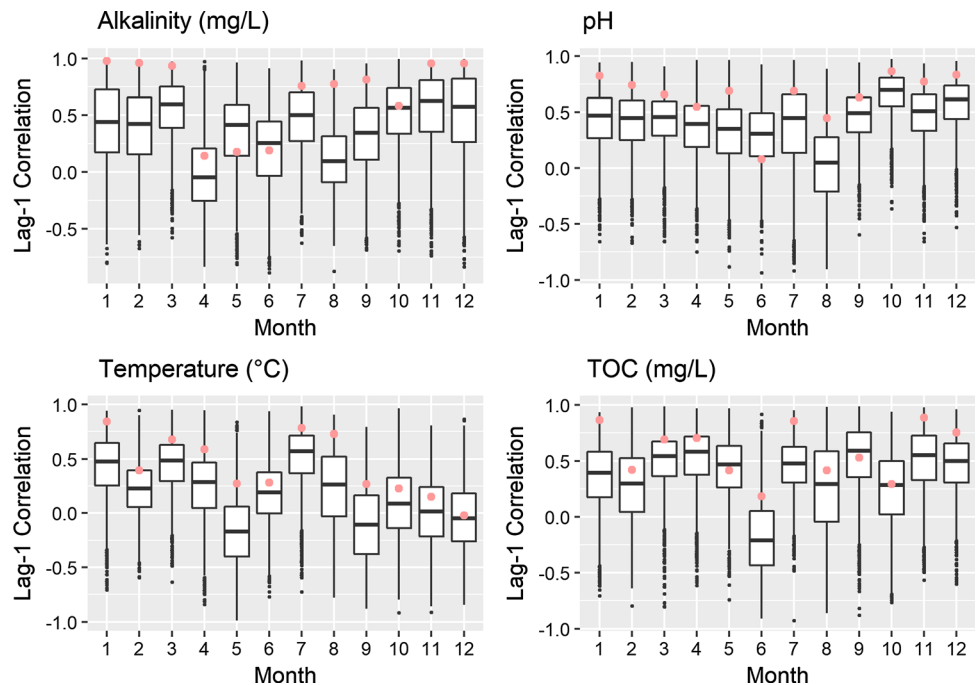 Alkalinity (mg/L)
Lag-1 Correlation
1.0
0.5
0.0
-0.5
1 2 3 4 5 6 7 8 9 10 11 12
Month
pH
Lag-1 Correlation
1.0
0.5
0.0
-0.5
-1.0
1 2 3 4 5 6 7 8 9 10 11 12
Month
Temperature (°C)
Lag-1 Correlation
1.0
0.5
0.0
-0.5
-1.0
1 2 3 4 5 6 7 8 9 10 11 12
Month
TOC (mg/L)
Lag-1 Correlation
1.0
0.5
0.0
-0.5
-1.0
1 2 3 4 5 6 7 8 9 10 11 12
Month